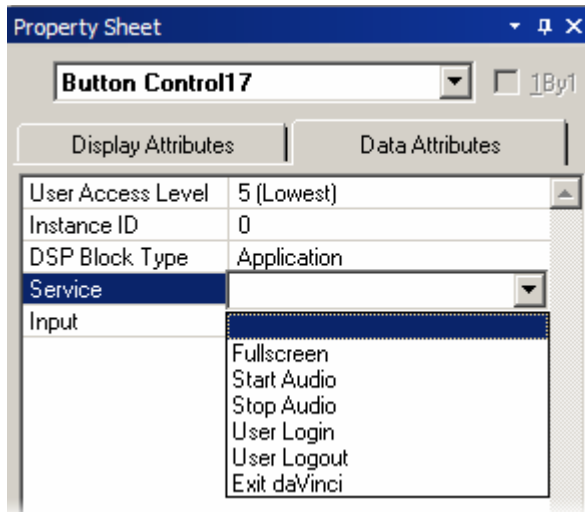 Property Sheet
Button Control17
1By1
Display Attributes
Data Attributes
User Access Level 5 (Lowest)
Instance ID 0
DSP Block Type Application
Service
Input
Fullscreen
Start Audio
Stop Audio
User Login
User Logout
Exit daVinci